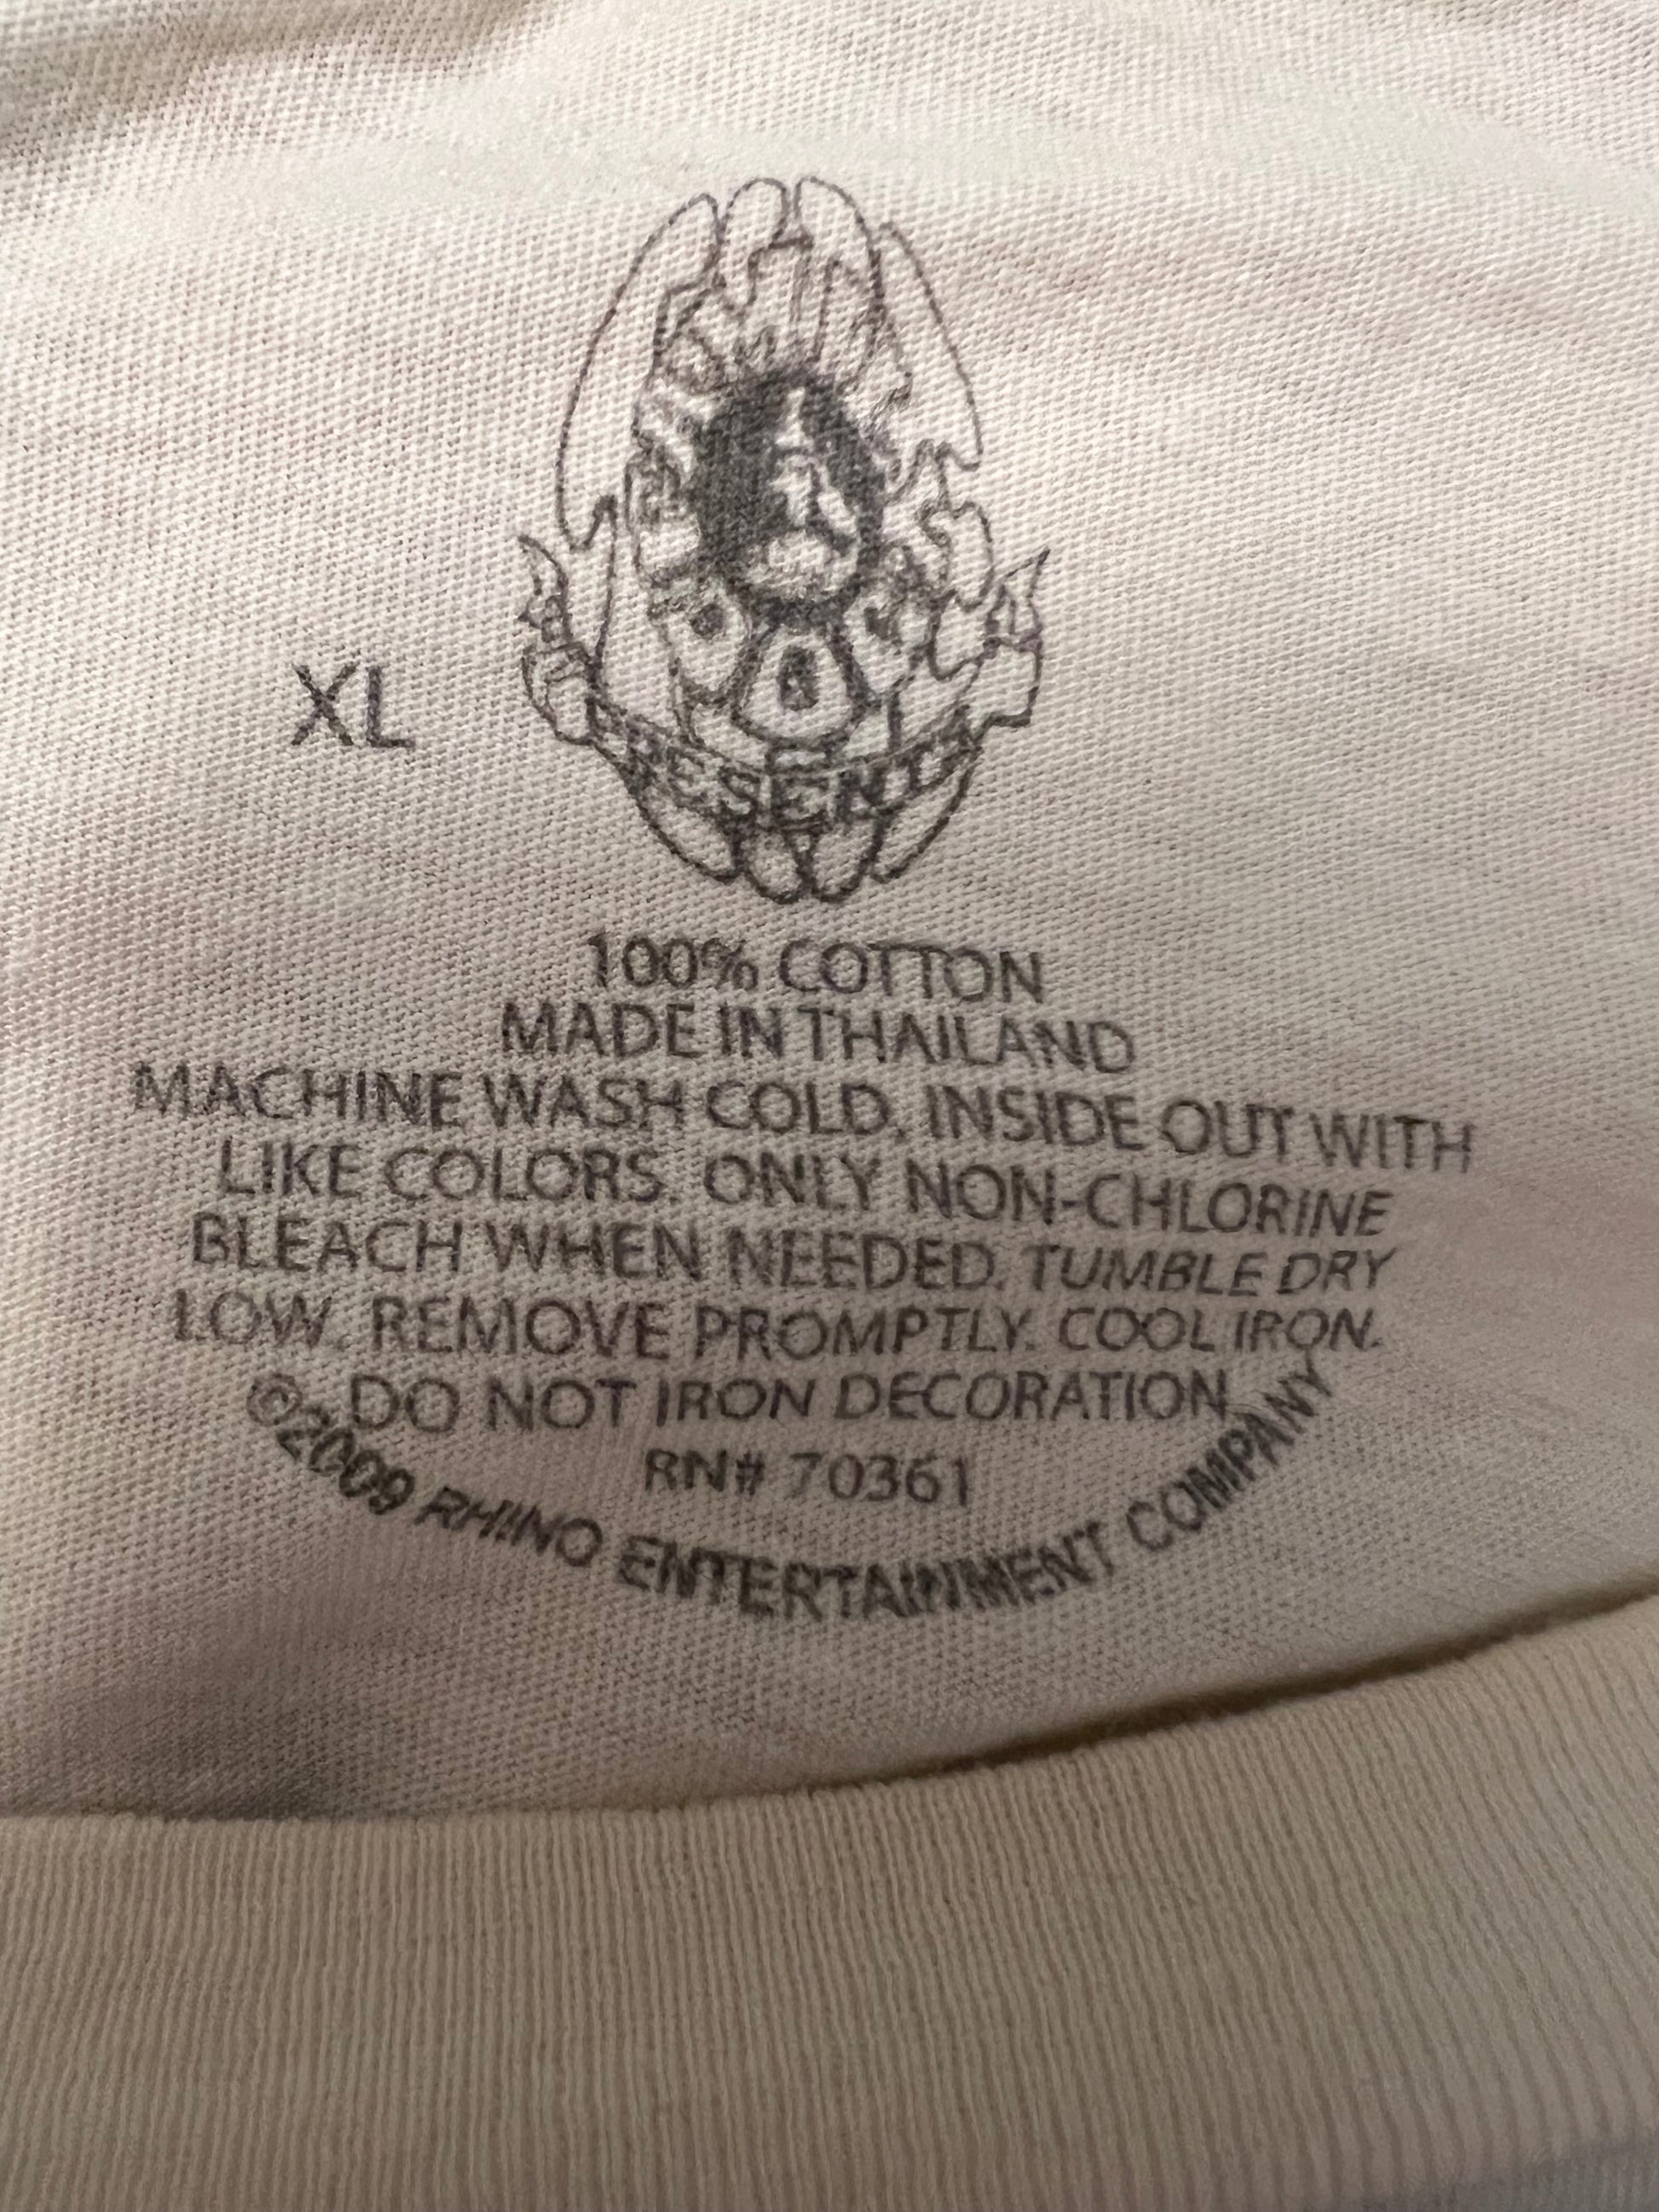 XL
PRESENTS
100% COTTON
MADE IN THAILAND
MACHINE WASH COLD, INSIDE OUT WITH
LIKE COLORS. ONLY NON-CHLORINE
BLEACH WHEN NEEDED. TUMBLE DRY
LOW. REMOVE PROMPTLY. COOL IRON.
DO NOT IRON DECORATION
RN# 70361
©2009 RHINO ENTERTAINMENT COMPANY